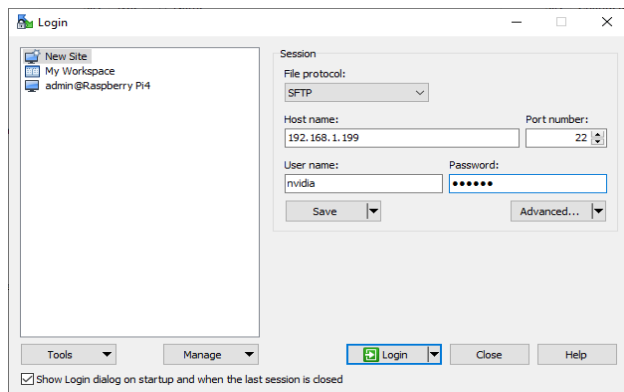 Login
New Site
My Workspace
admin@Raspberry Pi4
Session
File protocol:
SFTP
Host name: Port number:
192.168.1.199 22
User name: Password:
nvidia ●●●●●●
Save Advanced...
Tools Manage Login Close Help
Show Login dialog on startup and when the last session is closed